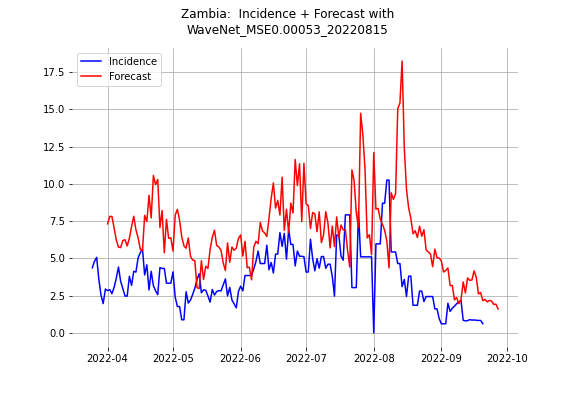 Zambia:  Incidence + Forecast with
WaveNet_MSE0.00053_20220815
Incidence
Forecast
17.5
15.0
12.5
10.0
7.5
5.0
2.5
0.0
2022-04 2022-05 2022-06 2022-07 2022-08 2022-09 2022-10